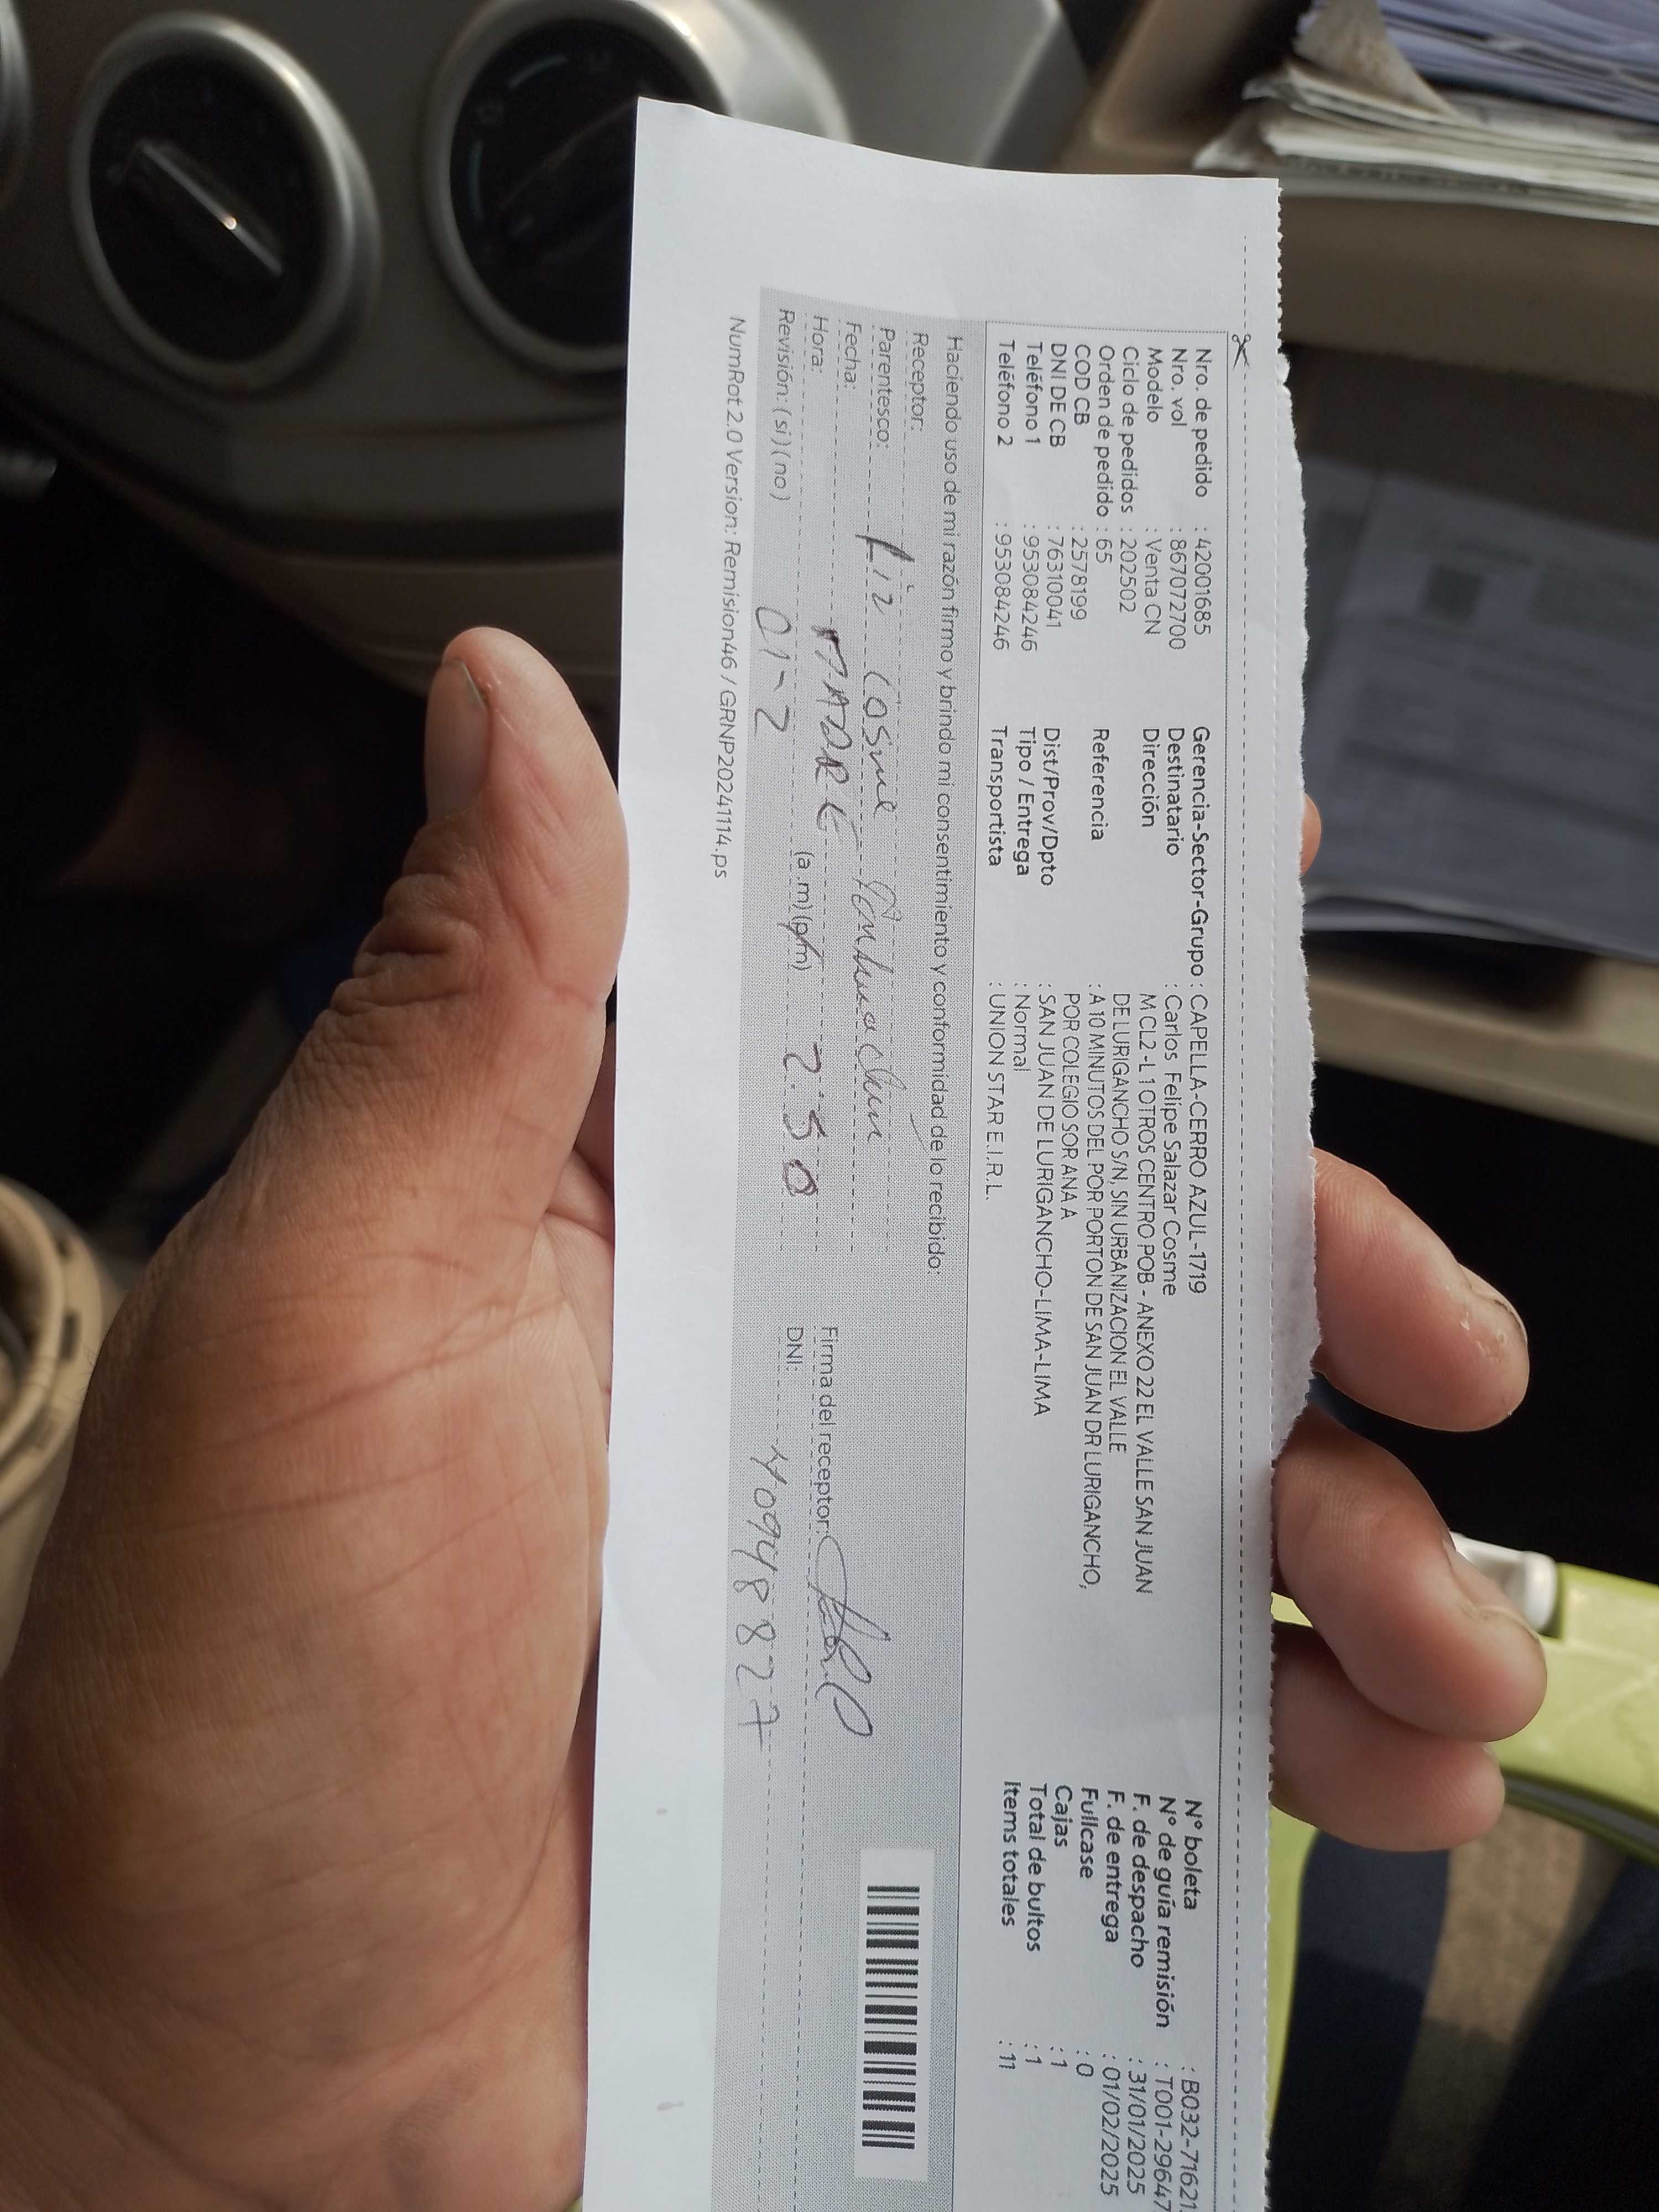 Nro. de pedido : 42001685
Nro. vol : 867072700
Modelo : Venta CN
Ciclo de pedidos : 202502
Orden de pedido : 65
COD CB : 2578199
DNI DE CB : 76310041
Teléfono 1 : 953084246
Teléfono 2 : 953084246
Gerencia-Sector-Grupo : CAPELLA-CERRO AZUL-1719
Destinatario : Carlos Felipe Salazar Cosme
Dirección M CL2 - L 1 OTROS CENTRO POB - ANEXO 22 EL VALLE SAN JUAN
DE LURIGANCHO S/N, SIN URBANIZACION EL VALLE
Referencia : A 10 MINUTOS DEL POR PORTON DE SAN JUAN DR LURIGANCHO,
POR COLEGIO SOR ANA A
Dist/Prov/Dpto : SAN JUAN DE LURIGANCHO-LIMA-LIMA
Tipo / Entrega : Normal
Transportista : UNION STAR E.I.R.L.
N° boleta : B032-71621
N° de guía remisión : T001-29647
F. de despacho : 31/01/2025
F. de entrega : 01/02/2025
Fullcase : 0
Cajas : 1
Total de bultos : 1
Items totales : 11
Haciendo uso de mi razón firmo y brindo mi consentimiento y conformidad de lo recibido:
Receptor: Liz Cosme
Parentesco: MADRE
Fecha: 01-2
Hora: (a.m) (p.m) 2:50
Revisión: (si) (no)
Firma del receptor:
DNI: 40948827
NumRot 2.0 Version: Remision46 / GRNP20241114.ps